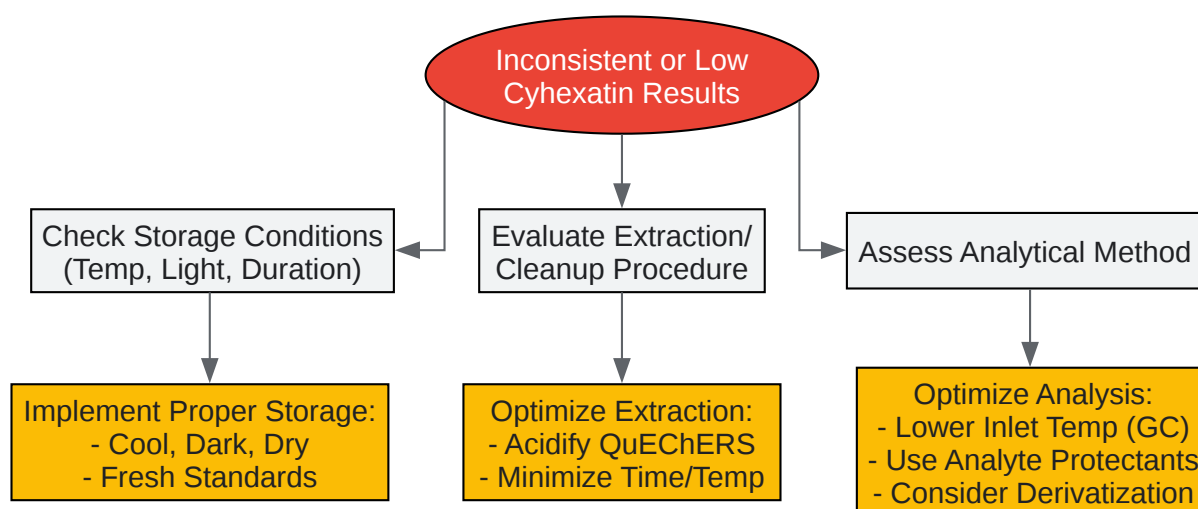 Inconsistent or Low
Cyhexatin Results
Check Storage Conditions
(Temp, Light, Duration)
Evaluate Extraction/
Cleanup Procedure
Assess Analytical Method
Implement Proper Storage:
- Cool, Dark, Dry
- Fresh Standards
Optimize Extraction:
- Acidify QuEChERS
- Minimize Time/Temp
Optimize Analysis:
- Lower Inlet Temp (GC)
- Use Analyte Protectants
- Consider Derivatization